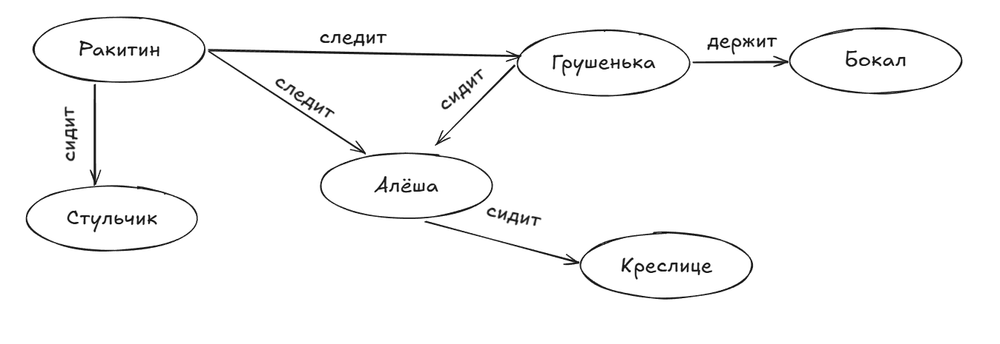 Ракитин
следит
Грушенька
держит
Бокал
следит
сидит
сидит
Алёша
Стульчик
сидит
Креслице